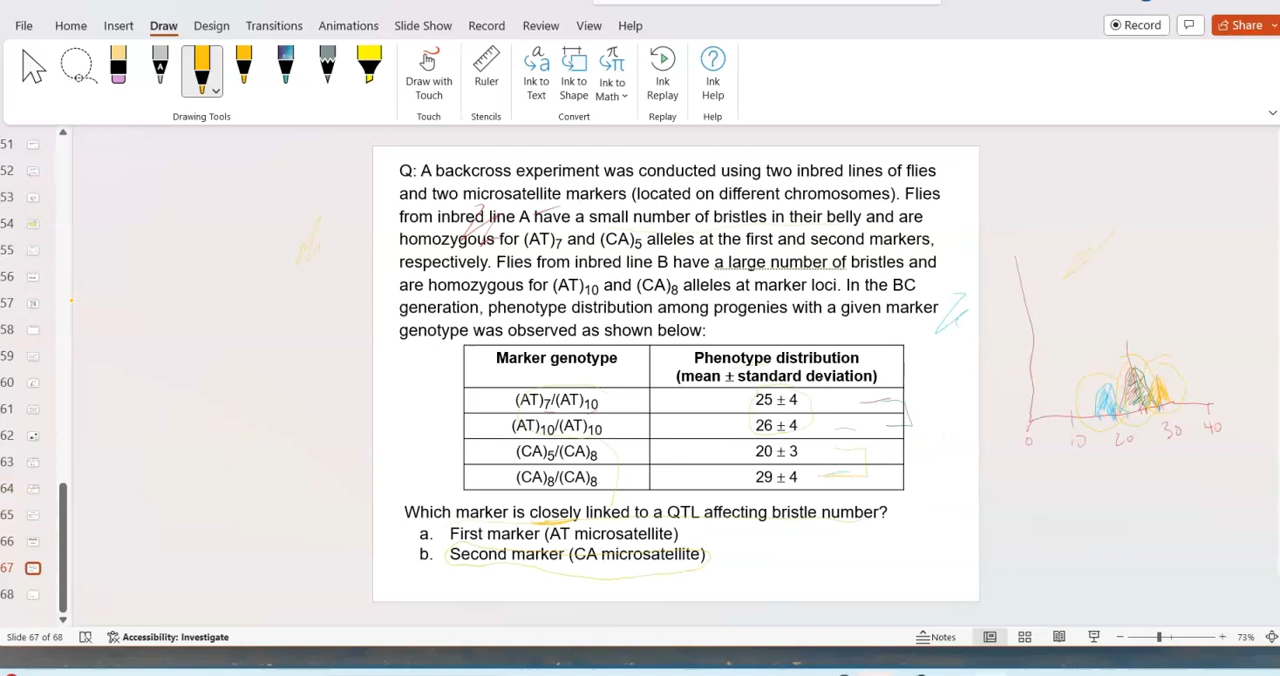 File Home Insert Draw Design Transitions Animations Slide Show Record Review View Help Record Share
Draw with Touch Ruler Ink to Text Ink to Shape Ink to Math Ink Replay Ink Help
Drawing Tools Touch Stencils Convert Replay Help
51
52
53
54
55
56
57
58
59
60
61
62
63
64
65
66
67
68
Q: A backcross experiment was conducted using two inbred lines of flies
and two microsatellite markers (located on different chromosomes). Flies
from inbred line A have a small number of bristles in their belly and are
homozygous for (AT)7 and (CA)5 alleles at the first and second markers,
respectively. Flies from inbred line B have a large number of bristles and
are homozygous for (AT)10 and (CA)8 alleles at marker loci. In the BC
generation, phenotype distribution among progenies with a given marker
genotype was observed as shown below:
Marker genotype Phenotype distribution
(mean ± standard deviation)
(AT)7/(AT)10 25 ± 4
(AT)10/(AT)10 26 ± 4
(CA)5/(CA)8 20 ± 3
(CA)8/(CA)8 29 ± 4
Which marker is closely linked to a QTL affecting bristle number?
a. First marker (AT microsatellite)
b. Second marker (CA microsatellite)
0 10 20 30 40
Slide 67 of 68 Accessibility: Investigate Notes 73%